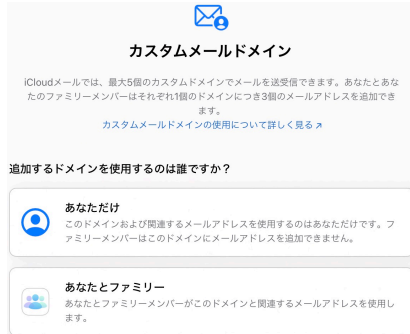 カスタムメールドメイン
iCloudメールでは、最大5個のカスタムドメインでメールを送受信できます。あなたとあな
たのファミリーメンバーはそれぞれ1個のドメインにつき3個のメールアドレスを追加でき
ます。
カスタムメールドメインの使用について詳しく見る ↗
追加するドメインを使用するのは誰ですか？
あなただけ
このドメインおよび関連するメールアドレスを使用するのはあなただけです。フ
ァミリーメンバーはこのドメインにメールアドレスを追加できません。
あなたとファミリー
あなたとファミリーメンバーがこのドメインと関連するメールアドレスを使用し
ます。